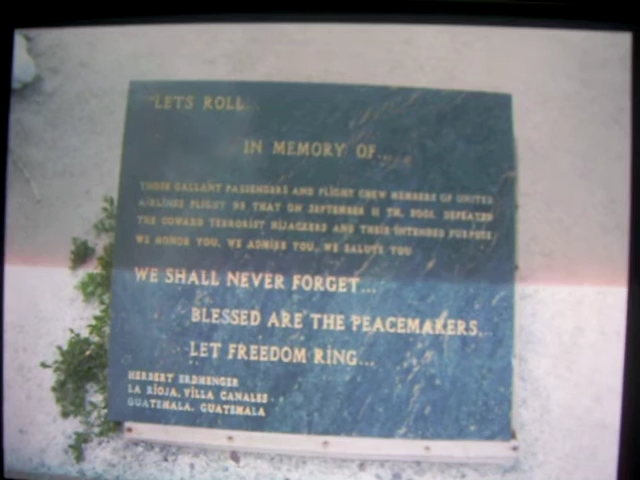 "LETS ROLL...
IN MEMORY OF...
THOSE GALLANT PASSENGERS AND FLIGHT CREW MEMBERS OF UNITED
AIRLINES FLIGHT 93 THAT ON SEPTEMBER 11 TH, 2001, DEFEATED
THE COWARD TERRORIST HIJACKERS AND THEIR INTENDED PURPOSE
WE HONOR YOU, WE ADMIRE YOU, WE SALUTE YOU
WE SHALL NEVER FORGET...
BLESSED ARE THE PEACEMAKERS...
LET FREEDOM RING...
HERBERT ERDMENGER
LA RIOJA, VILLA CANALES
GUATEMALA, GUATEMALA